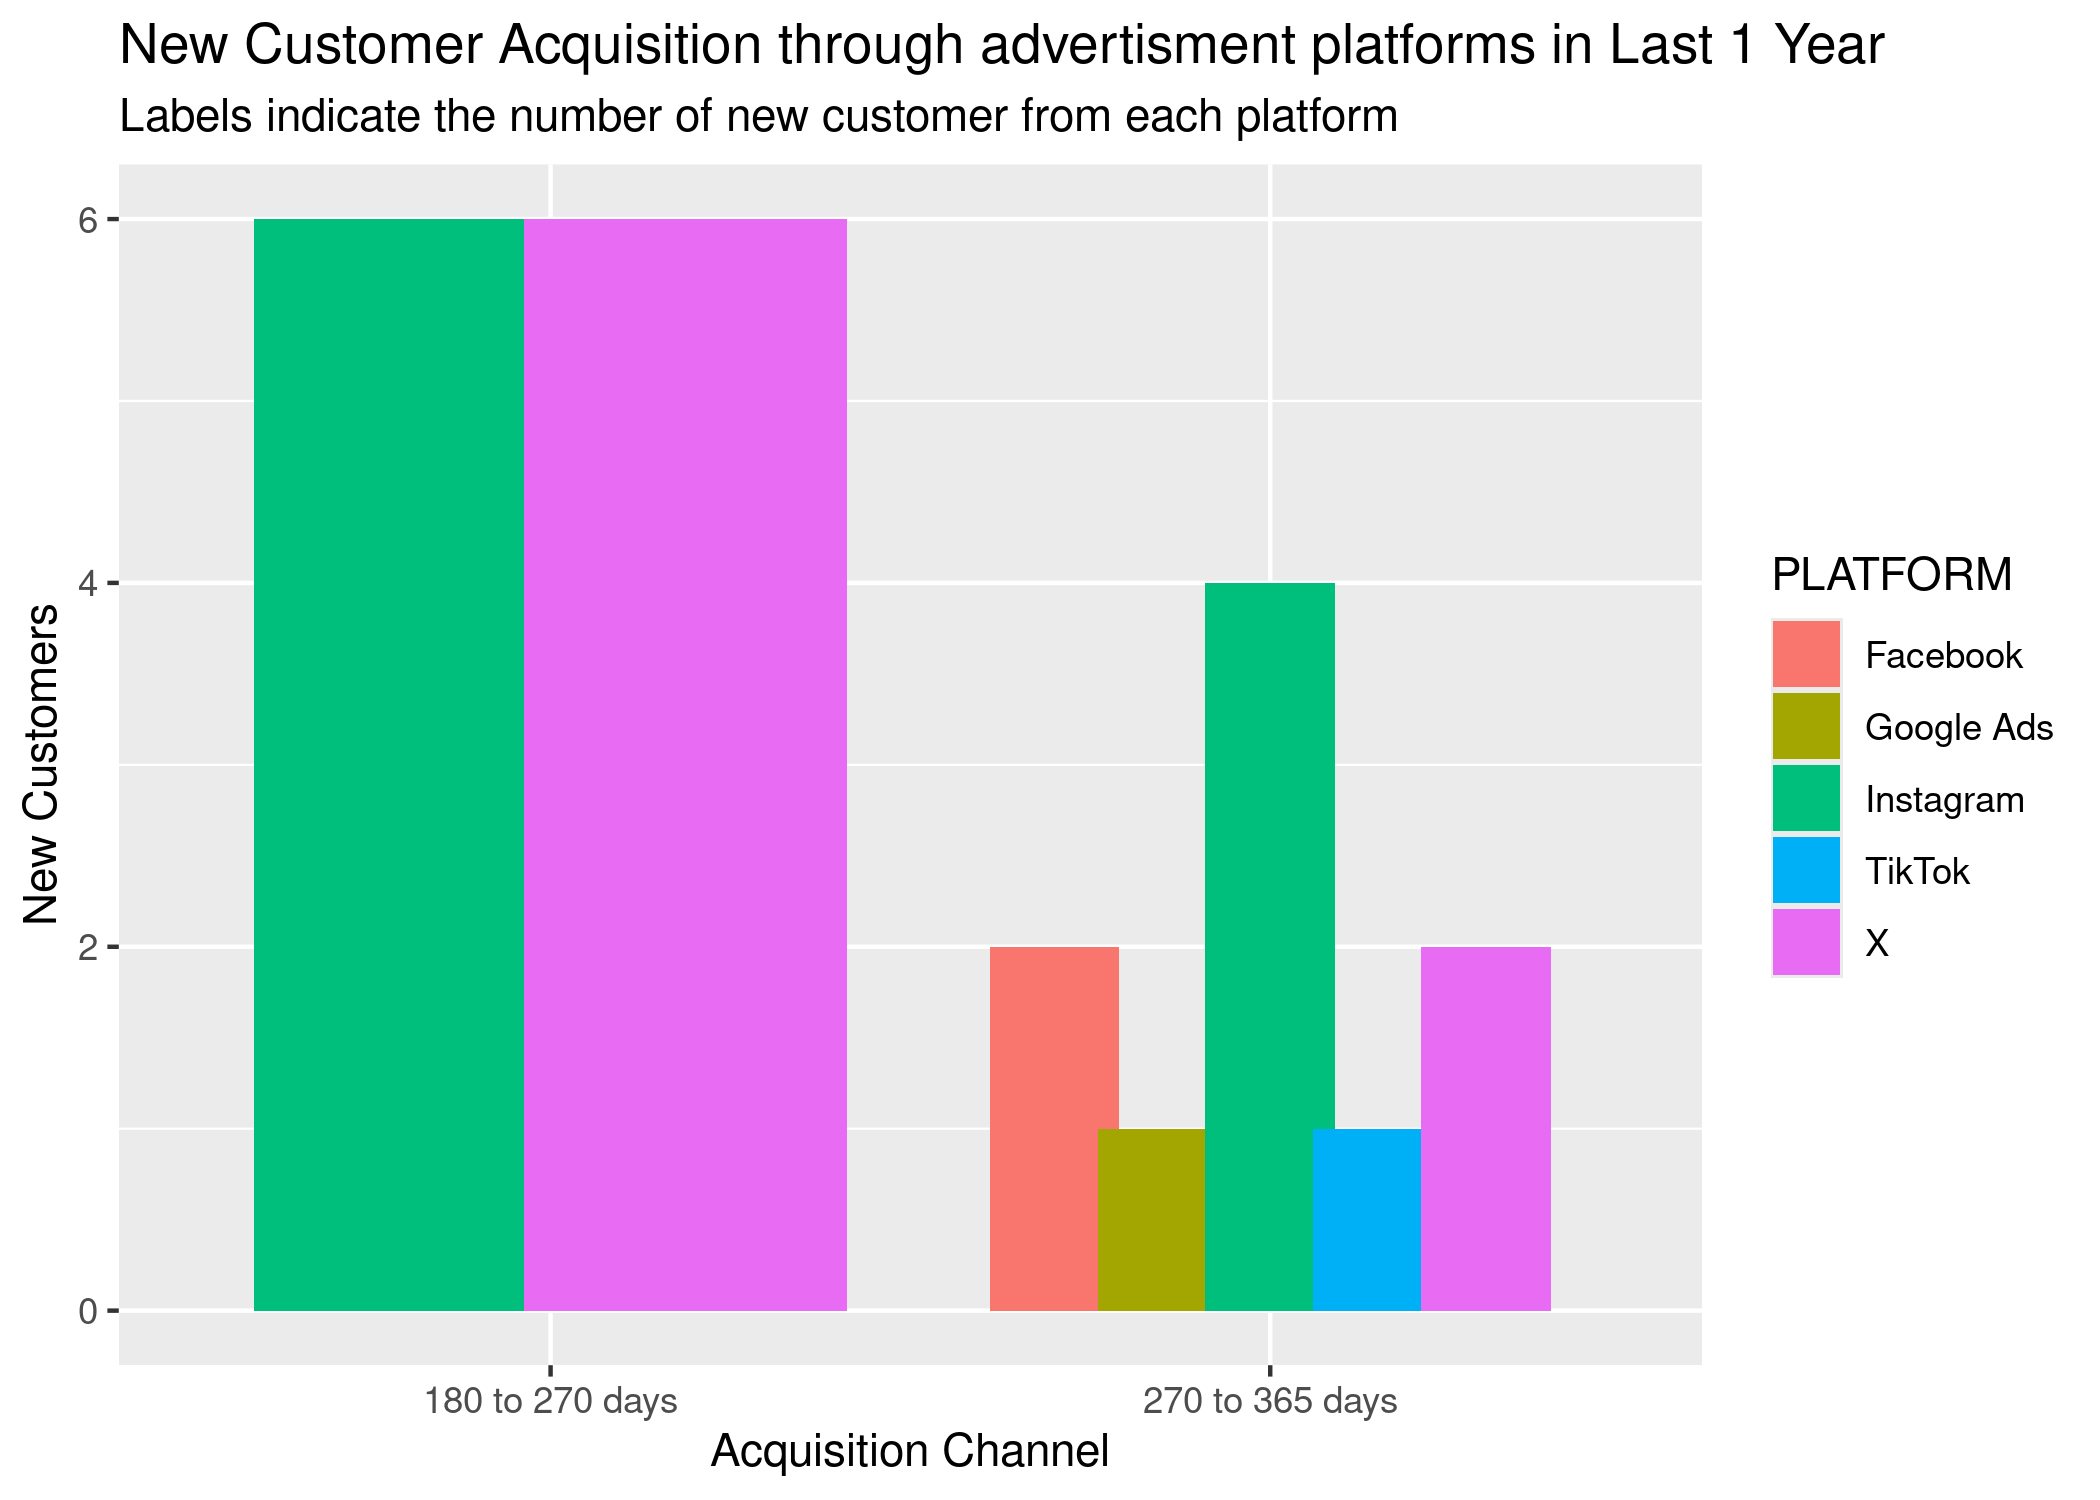 New Customer Acquisition through advertisment platforms in Last 1 Year
Labels indicate the number of new customer from each platform
New Customers
6
4
2
0
180 to 270 days
270 to 365 days
Acquisition Channel
PLATFORM
Facebook
Google Ads
Instagram
TikTok
X